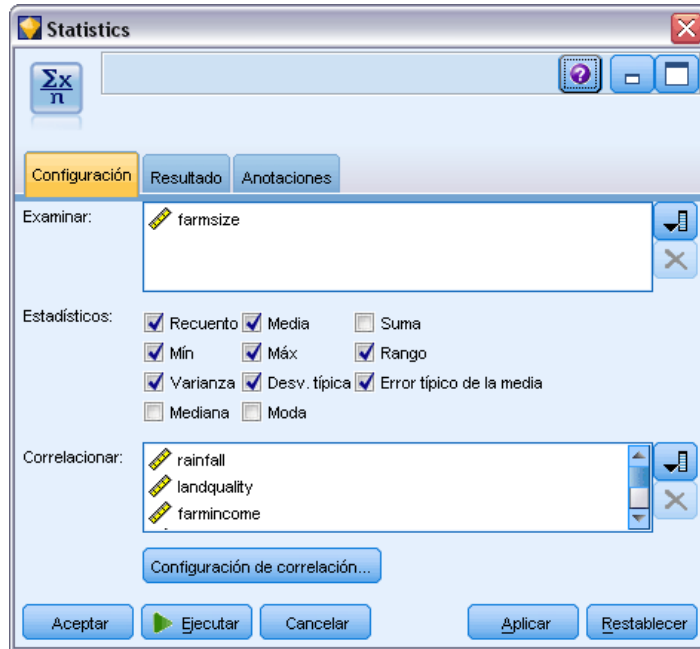 Statistics
Σx
n
Configuración Resultado Anotaciones
Examinar: farmsize
Estadísticos: Recuento Media Suma
Mín Máx Rango
Varianza Desv. típica Error típico de la media
Mediana Moda
Correlacionar: rainfall
landquality
farmincome
Configuración de correlación...
Aceptar Ejecutar Cancelar Aplicar Restablecer